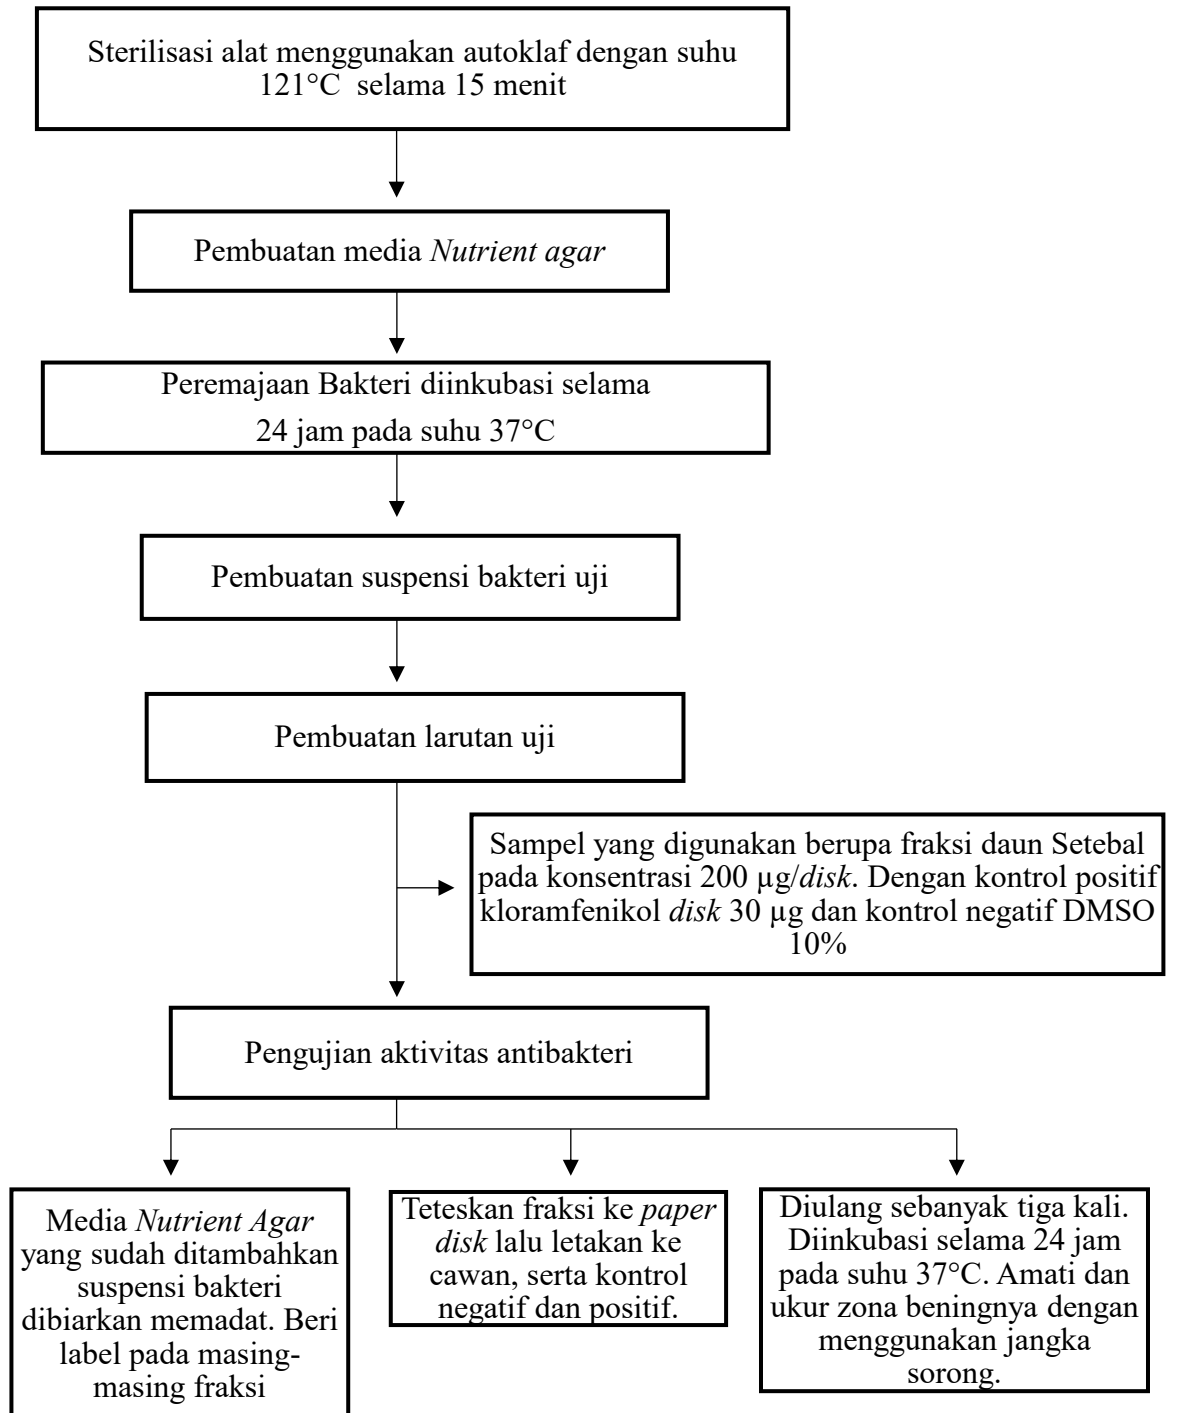 Sterilisasi alat menggunakan autoklaf dengan suhu
121°C  selama 15 menit
Pembuatan media Nutrient agar
Peremajaan Bakteri diinkubasi selama
24 jam pada suhu 37°C
Pembuatan suspensi bakteri uji
Pembuatan larutan uji
Sampel yang digunakan berupa fraksi daun Setebal
pada konsentrasi 200 µg/disk. Dengan kontrol positif
kloramfenikol disk 30 µg dan kontrol negatif DMSO
10%
Pengujian aktivitas antibakteri
Media Nutrient Agar
yang sudah ditambahkan
suspensi bakteri
dibiarkan memadat. Beri
label pada masing-
masing fraksi
Teteskan fraksi ke paper
disk lalu letakan ke
cawan, serta kontrol
negatif dan positif.
Diulang sebanyak tiga kali.
Diinkubasi selama 24 jam
pada suhu 37°C. Amati dan
ukur zona beningnya dengan
menggunakan jangka
sorong.